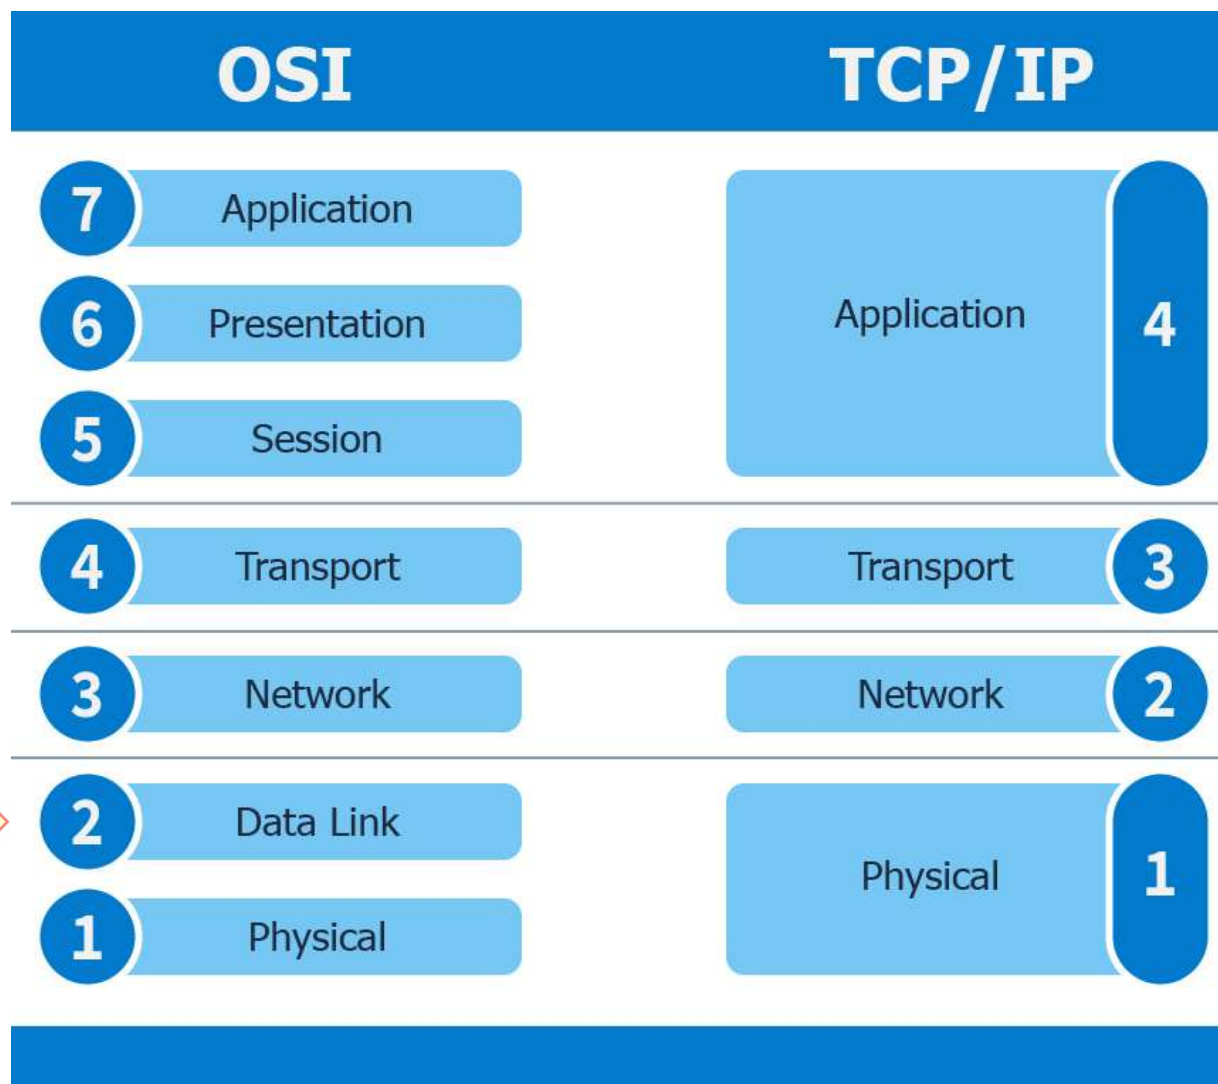 OSI
TCP/IP
7
Application
6
Presentation
5
Session
Application
4
4
Transport
Transport
3
3
Network
Network
2
2
Data Link
1
Physical
Physical
1